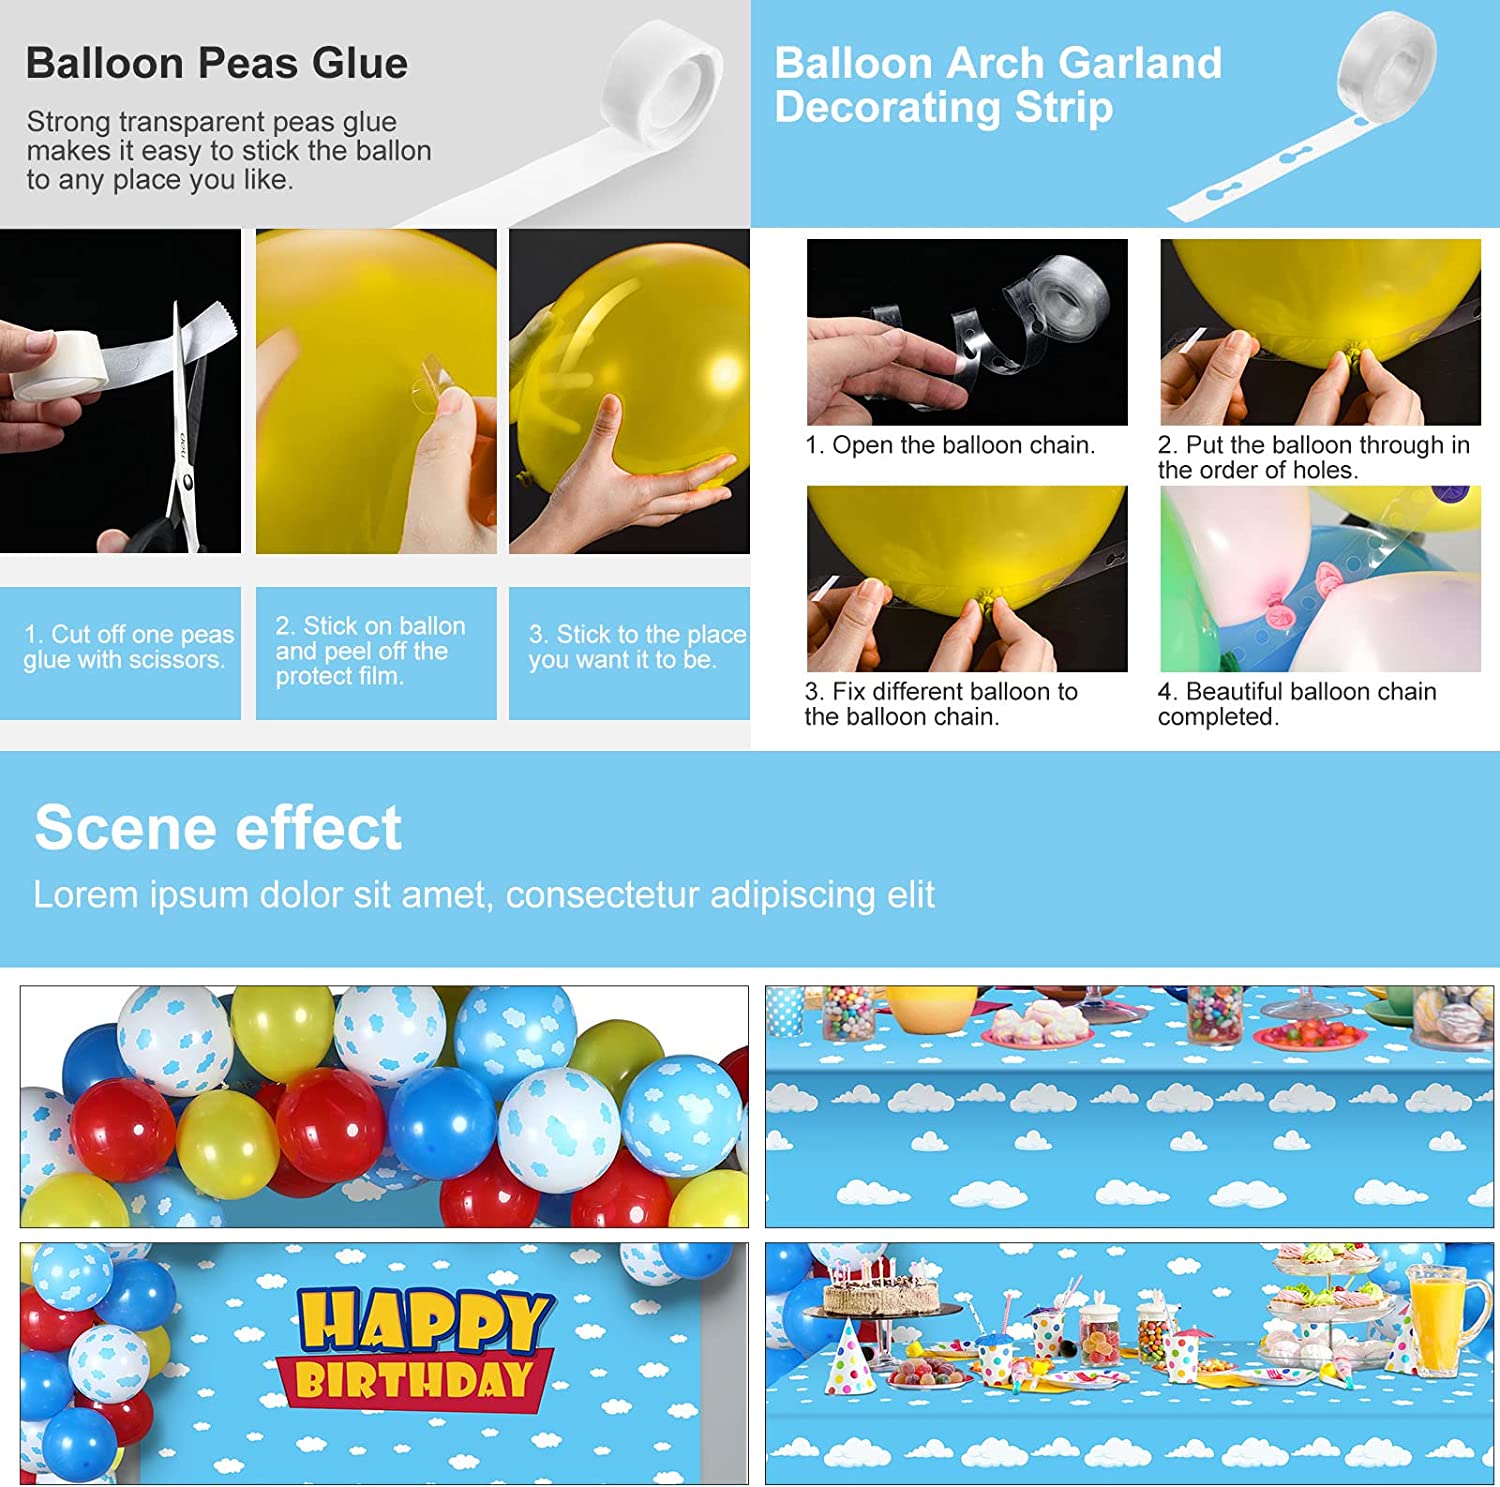 Balloon Peas Glue
Strong transparent peas glue
makes it easy to stick the ballon
to any place you like.
1. Cut off one peas
glue with scissors.
2. Stick on ballon
and peel off the
protect film.
3. Stick to the place
you want it to be.
Balloon Arch Garland
Decorating Strip
1. Open the balloon chain.
2. Put the balloon through in
the order of holes.
3. Fix different balloon to
the balloon chain.
4. Beautiful balloon chain
completed.
Scene effect
Lorem ipsum dolor sit amet, consectetur adipiscing elit
HAPPY
BIRTHDAY